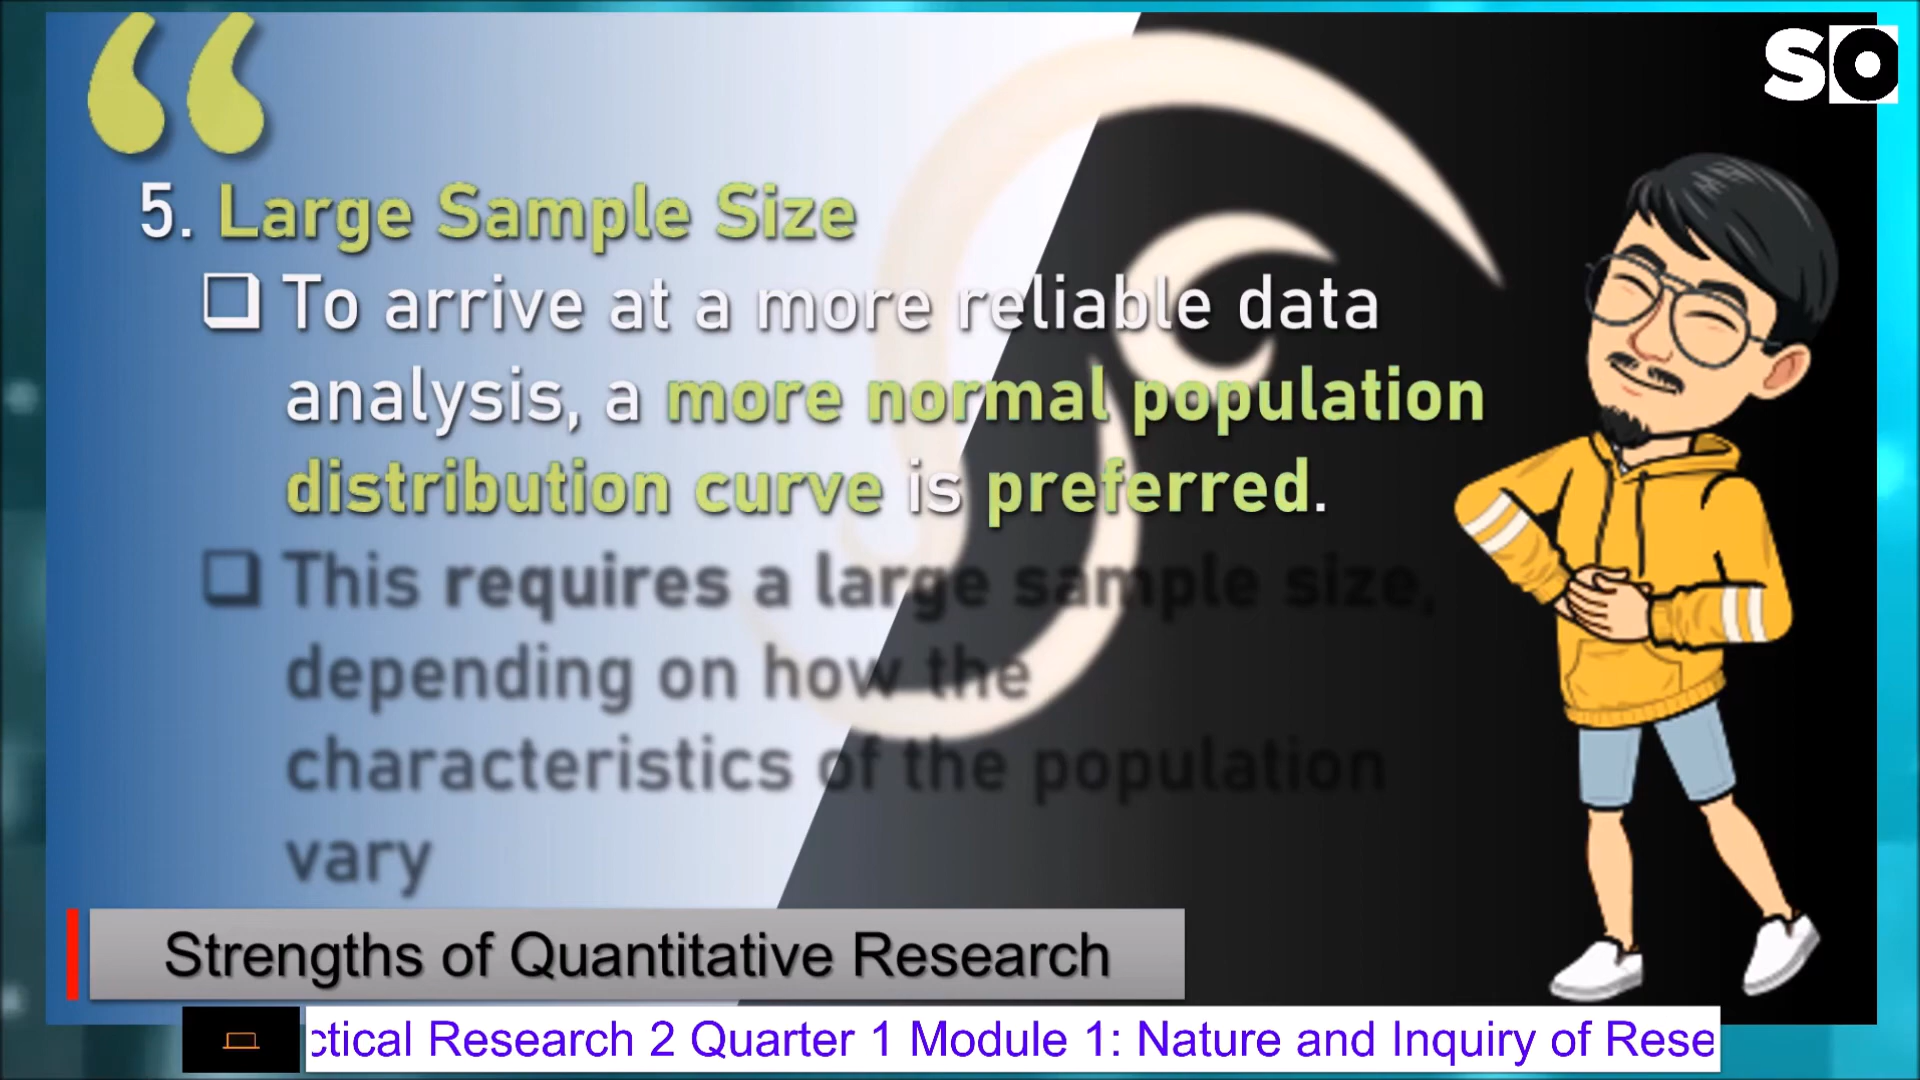 SO
5. Large Sample Size
❑ To arrive at a more reliable data
analysis, a more normal population
distribution curve is preferred.
❑ This requires a large sample size,
depending on how the
characteristics of the population
vary
Strengths of Quantitative Research
ctical Research 2 Quarter 1 Module 1: Nature and Inquiry of Rese